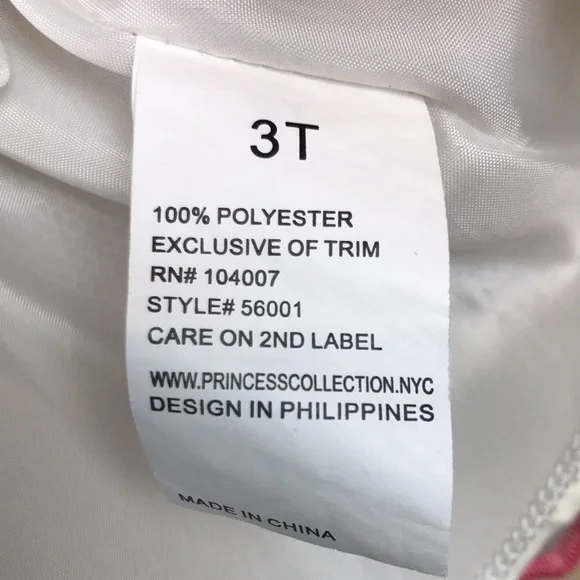 3T
100% POLYESTER
EXCLUSIVE OF TRIM
RN# 104007
STYLE# 56001
CARE ON 2ND LABEL
WWW.PRINCESSCOLLECTION.NYC
DESIGN IN PHILIPPINES
MADE IN CHINA